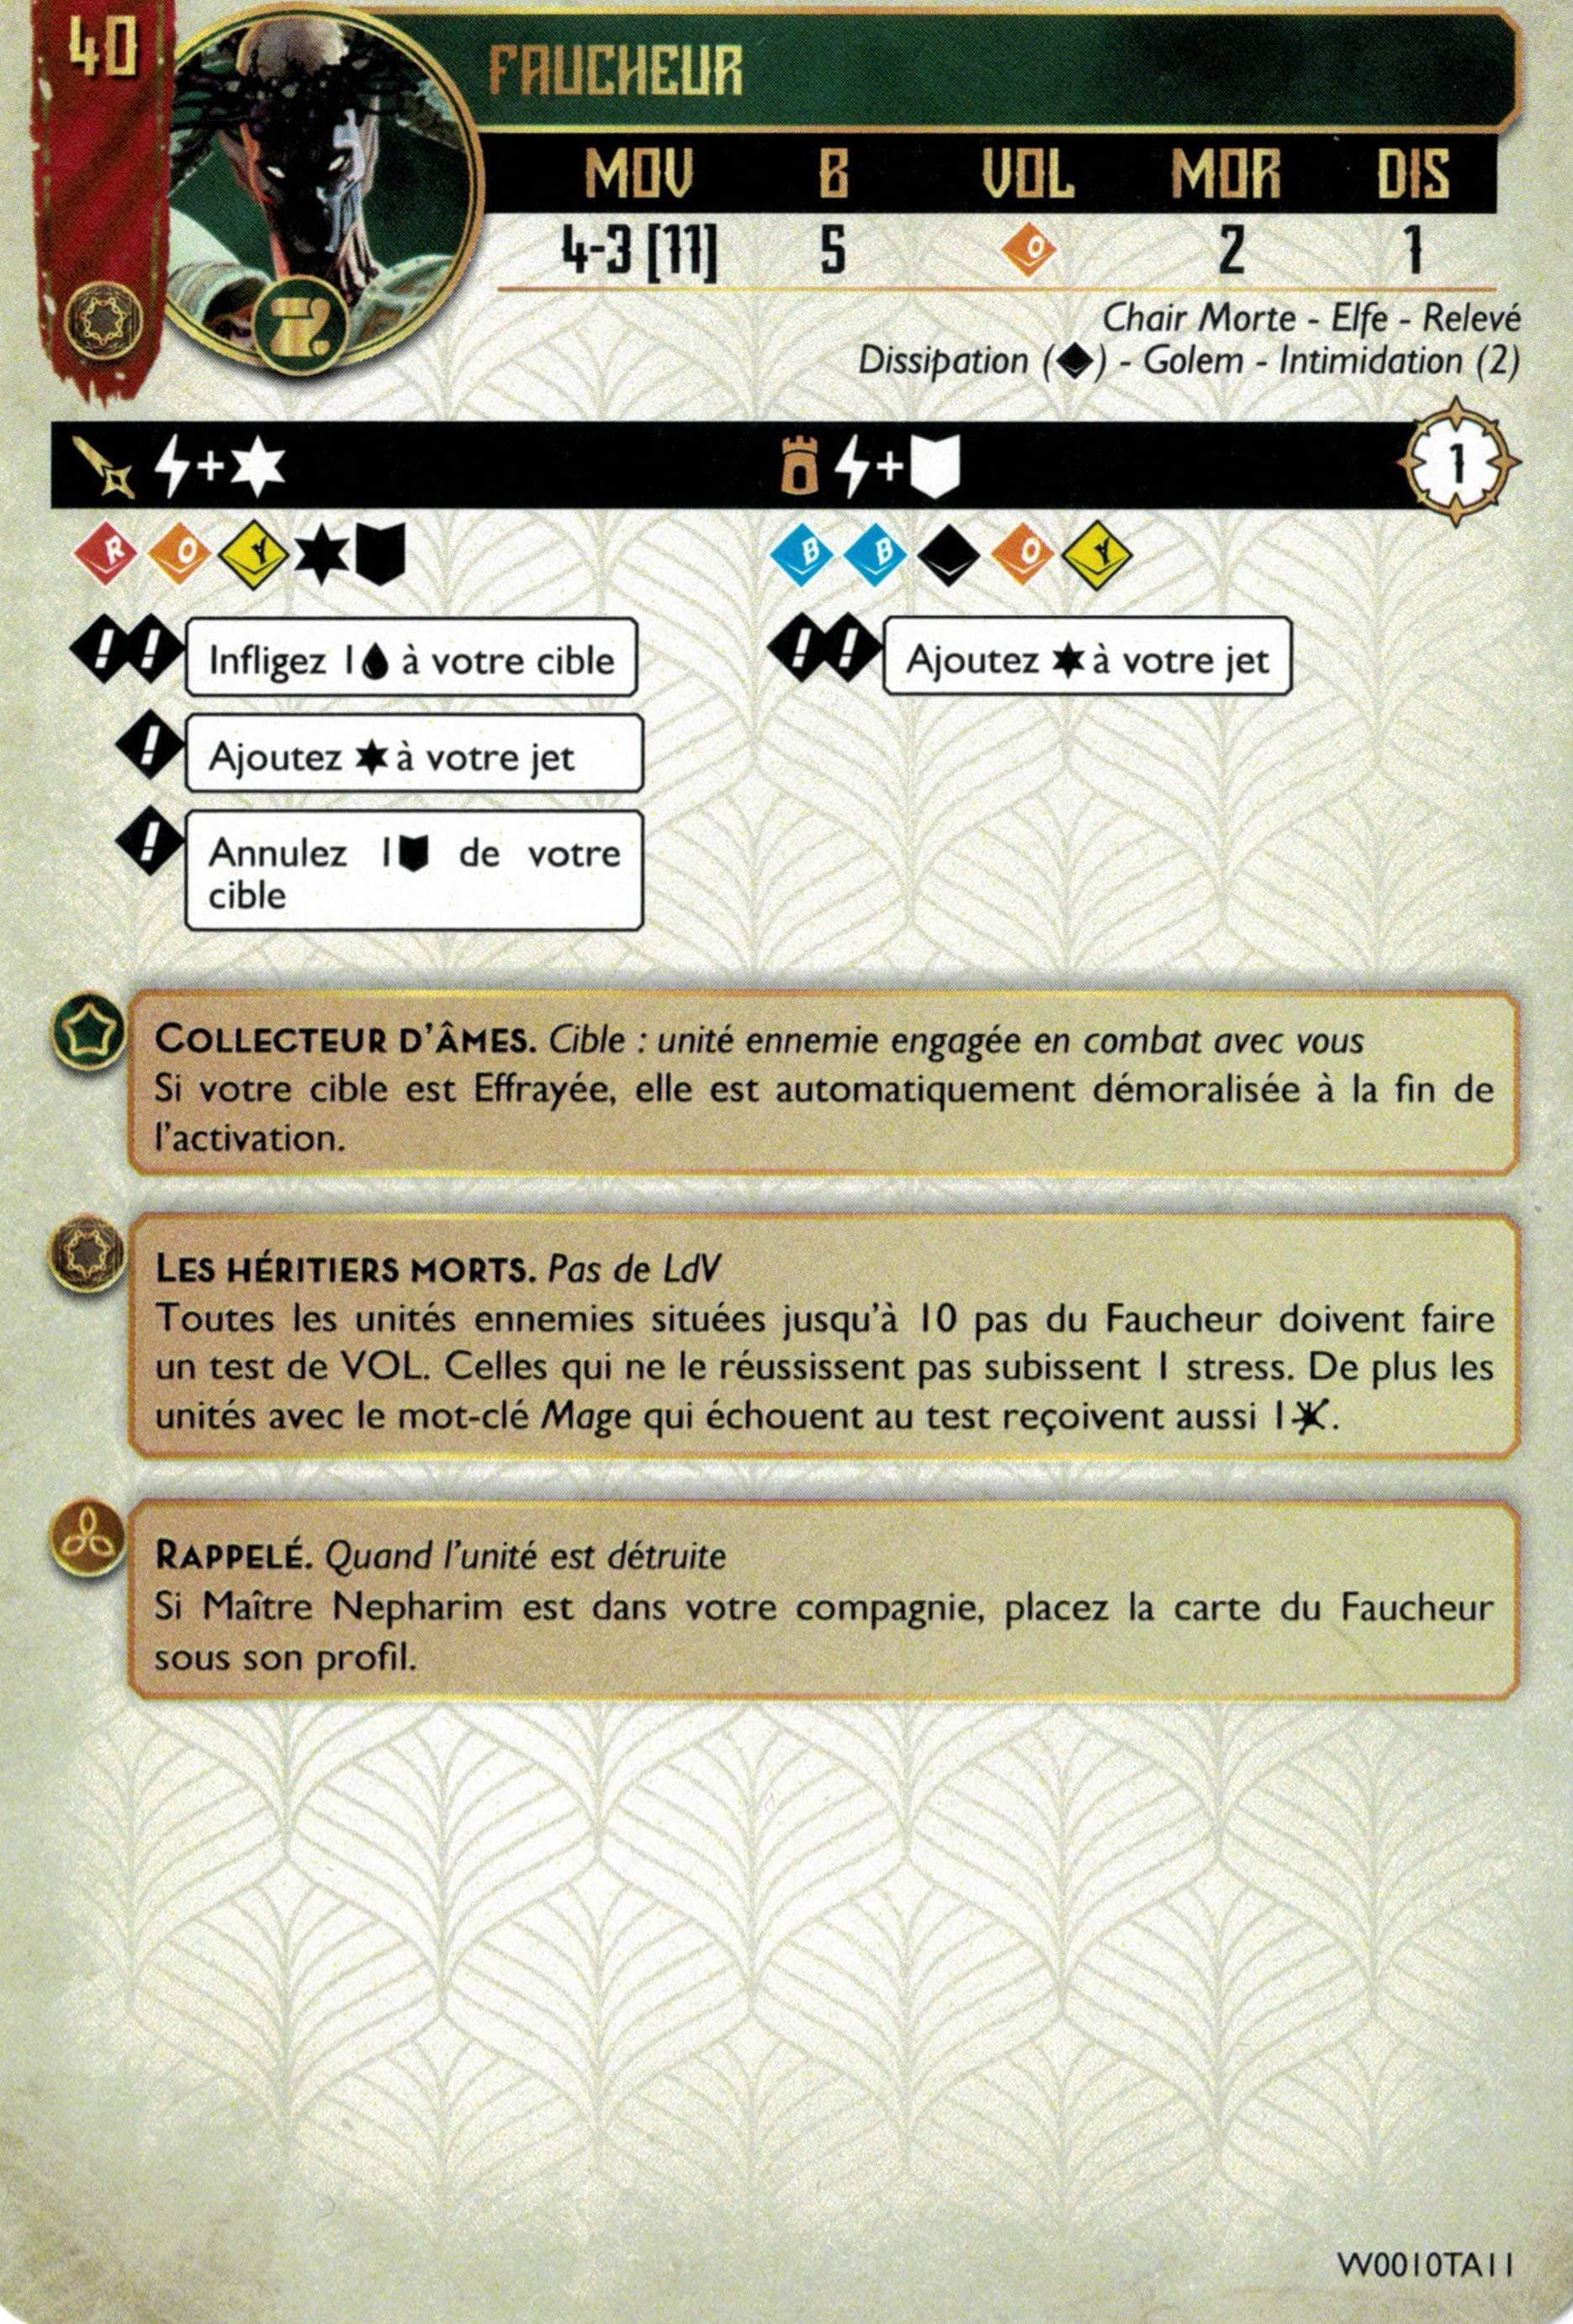 40
FAUCHEUR
MOV B VOL MOR DIS
4-3 [11] 5 O 2 1
Chair Morte - Elfe - Relevé
Dissipation (◆) - Golem - Intimidation (2)
+ + 1
R O Y B B O Y
! ! Infligez 1 à votre cible
! ! Ajoutez à votre jet
! Ajoutez à votre jet
! Annulez 1 de votre
cible
COLLECTEUR D'ÂMES. Cible : unité ennemie engagée en combat avec vous
Si votre cible est Effrayée, elle est automatiquement démoralisée à la fin de
l'activation.
LES HÉRITIERS MORTS. Pas de LdV
Toutes les unités ennemies situées jusqu'à 10 pas du Faucheur doivent faire
un test de VOL. Celles qui ne le réussissent pas subissent 1 stress. De plus les
unités avec le mot-clé Mage qui échouent au test reçoivent aussi 1.
RAPPELÉ. Quand l'unité est détruite
Si Maître Nepharim est dans votre compagnie, placez la carte du Faucheur
sous son profil.
W0010TA11